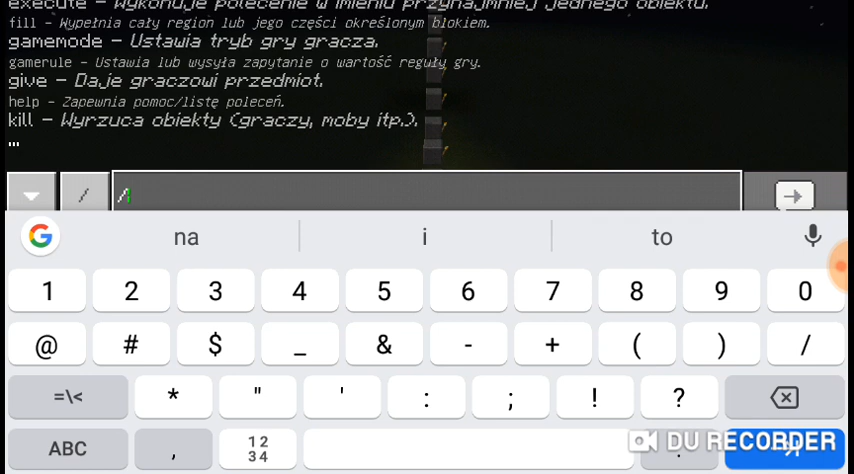 execute – Wykonuje polecenie w imieniu przynajmniej jednego obiektu.
fill – Wypełnia cały region lub jego części określonym blokiem.
gamemode – Ustawia tryb gry gracza.
gamerule – Ustawia lub wysyła zapytanie o wartość reguły gry.
give – Daje graczowi przedmiot.
help – Zapewnia pomoc/listę poleceń.
kill – Wyrzuca obiekty (graczy, moby itp.).
...
/ /
na i to
1 2 3 4 5 6 7 8 9 0
@ # $ _ & - + ( ) /
=\< * " ' : ; ! ?
ABC , 12 .
34
DU RECORDER